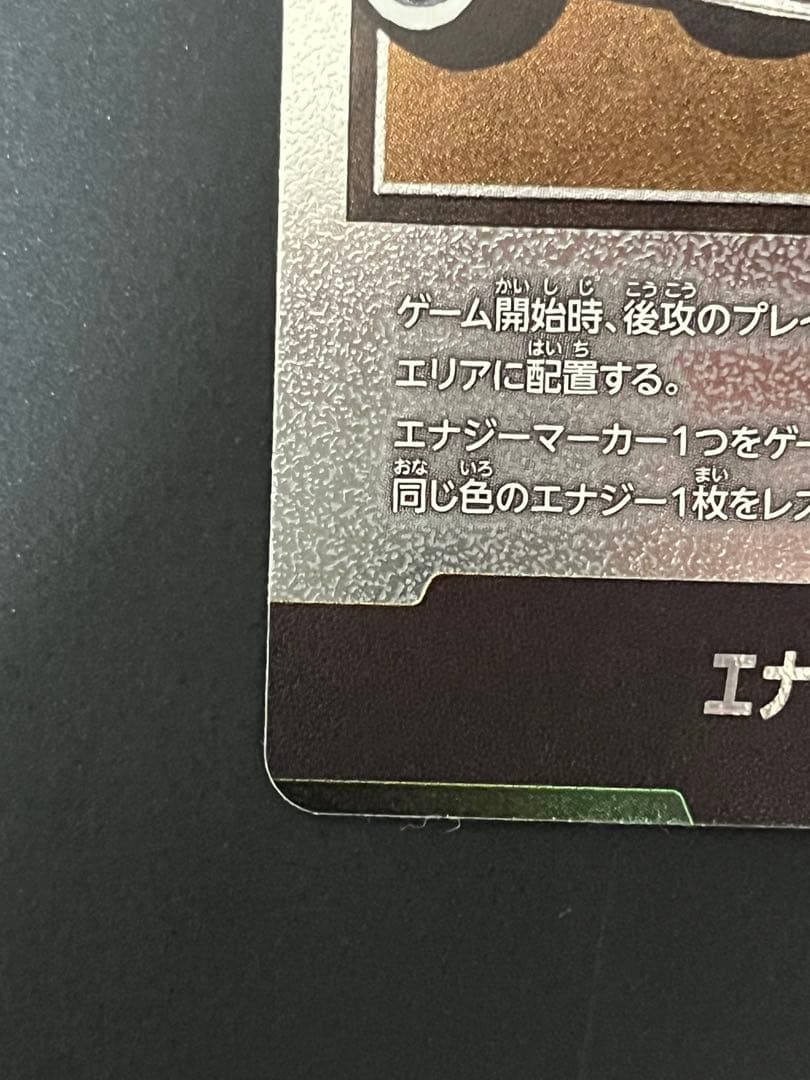 ゲーム開始時、後攻のプレイ
エリアに配置する。
エナジーマーカー1つをゲー
同じ色のエナジー1枚をレス
エナ